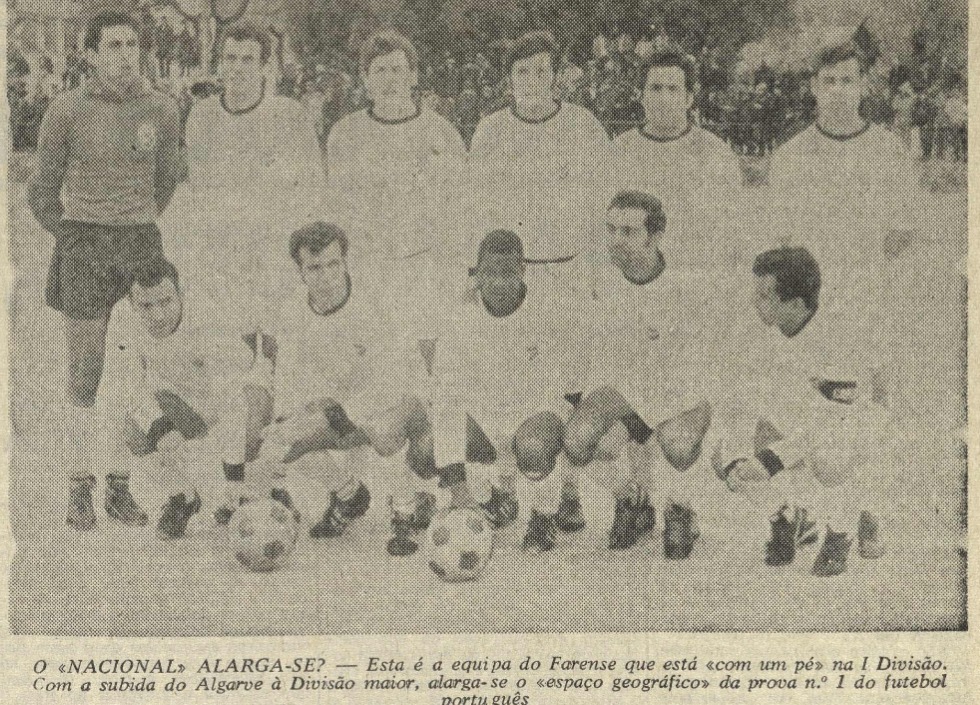 O «NACIONAL» ALARGA-SE? — Esta é a equipa do Farense que está «com um pé» na I Divisão.
Com a subida do Algarve à Divisão maior, alarga-se o «espaço geográfico» da prova n.º 1 do futebol
português